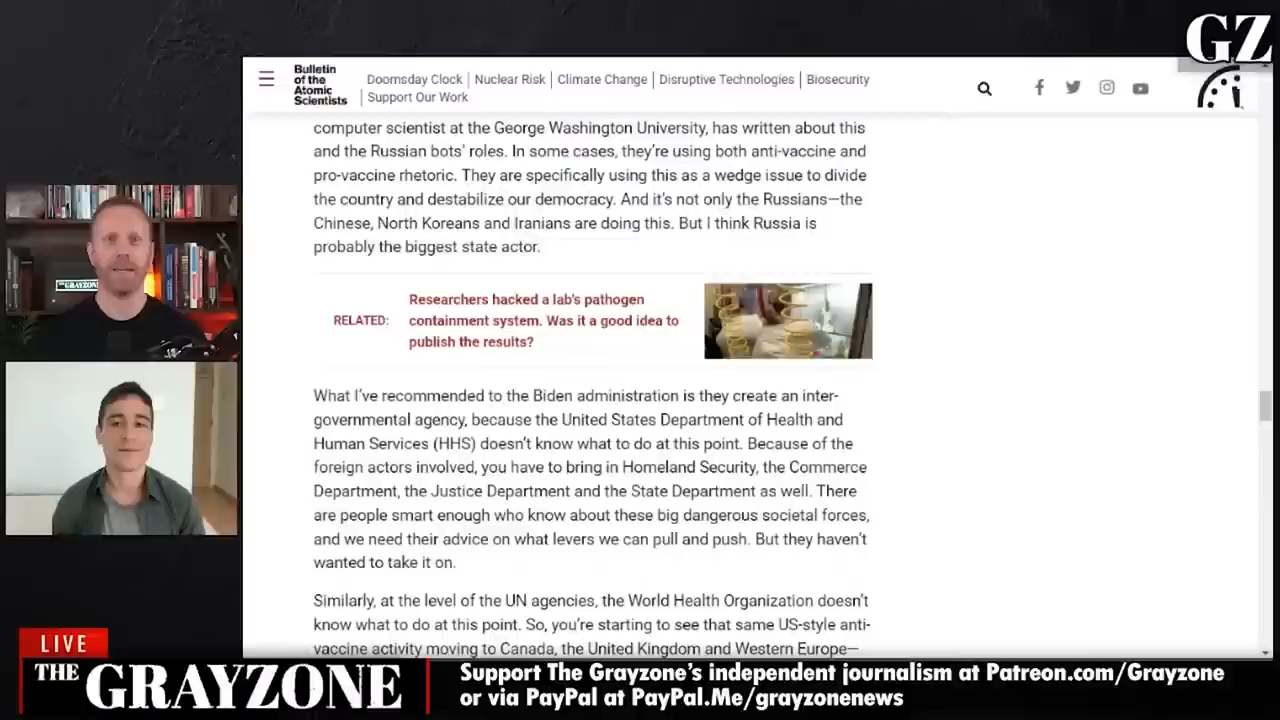 GZ
Bulletin
of the
Atomic
Scientists
Doomsday Clock | Nuclear Risk | Climate Change | Disruptive Technologies | Biosecurity
| Support Our Work
computer scientist at the George Washington University, has written about this
and the Russian bots' roles. In some cases, they're using both anti-vaccine and
pro-vaccine rhetoric. They are specifically using this as a wedge issue to divide
the country and destabilize our democracy. And it's not only the Russians—the
Chinese, North Koreans and Iranians are doing this. But I think Russia is
probably the biggest state actor.
RELATED:
Researchers hacked a lab's pathogen
containment system. Was it a good idea to
publish the results?
What I've recommended to the Biden administration is they create an inter-
governmental agency, because the United States Department of Health and
Human Services (HHS) doesn't know what to do at this point. Because of the
foreign actors involved, you have to bring in Homeland Security, the Commerce
Department, the Justice Department and the State Department as well. There
are people smart enough who know about these big dangerous societal forces,
and we need their advice on what levers we can pull and push. But they haven't
wanted to take it on.
Similarly, at the level of the UN agencies, the World Health Organization doesn't
know what to do at this point. So, you're starting to see that same US-style anti-
vaccine activity moving to Canada, the United Kingdom and Western Europe—
THE GRAYZONE
LIVE
THE GRAYZONE
Support The Grayzone's independent journalism at Patreon.com/Grayzone
or via PayPal at PayPal.Me/grayzonenews